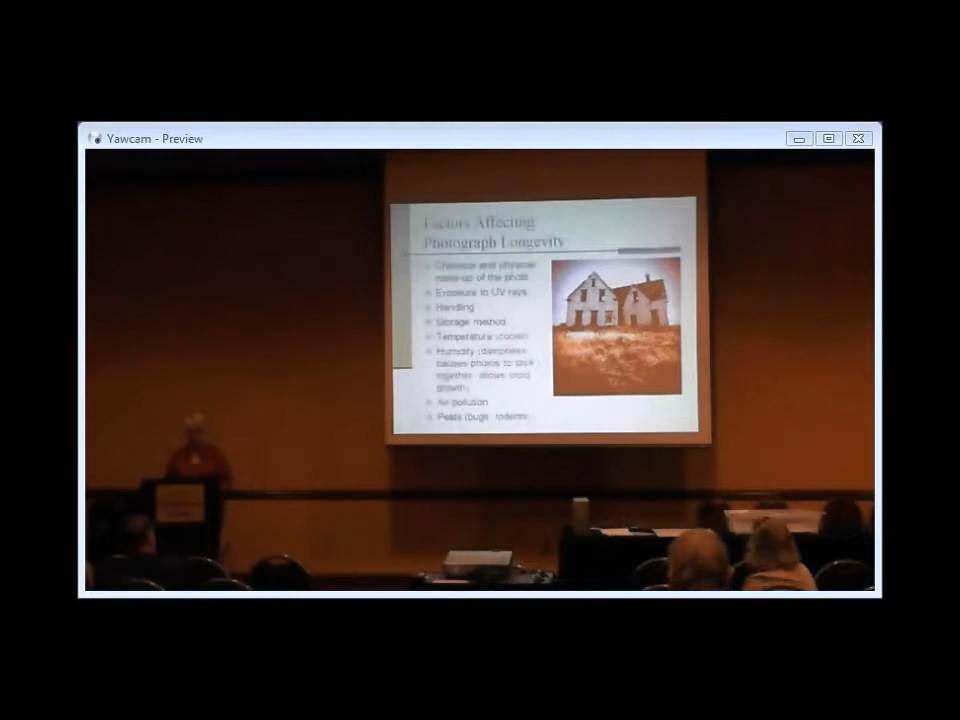 Yawcam - Preview
Factors Affecting
Photograph Longevity
Chemical and physical
make-up of the photo
Exposure to UV rays
Handling
Storage method
Temperature (cooler)
Humidity (dampness
causes photos to stick
together, allows mold
growth)
Air pollution
Pests (bugs, rodents)